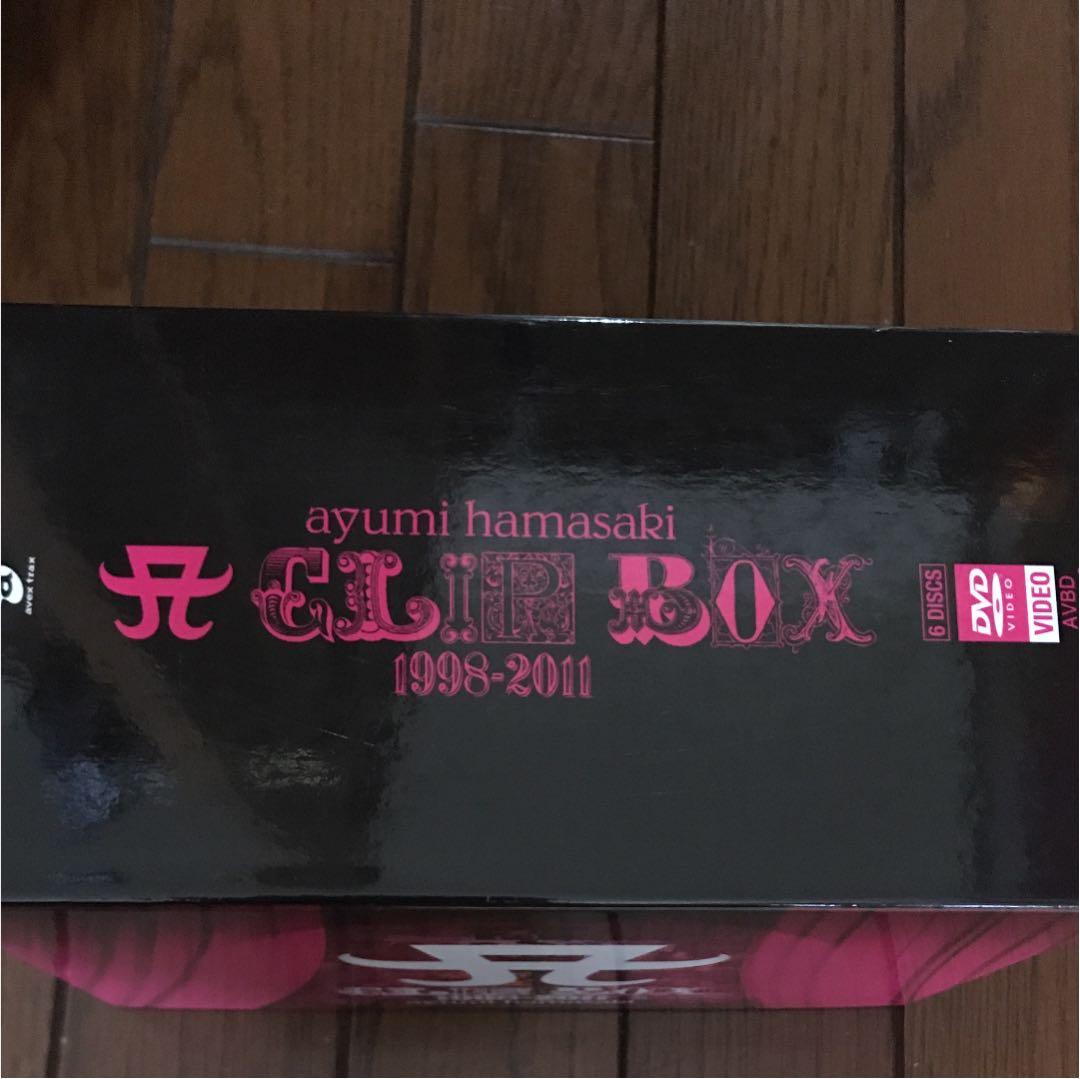 ayumi hamasaki
A CLIP BOX
1998-2011
avex trax
6 DISCS
DVD
VIDEO
VIDEO
AVBD
A